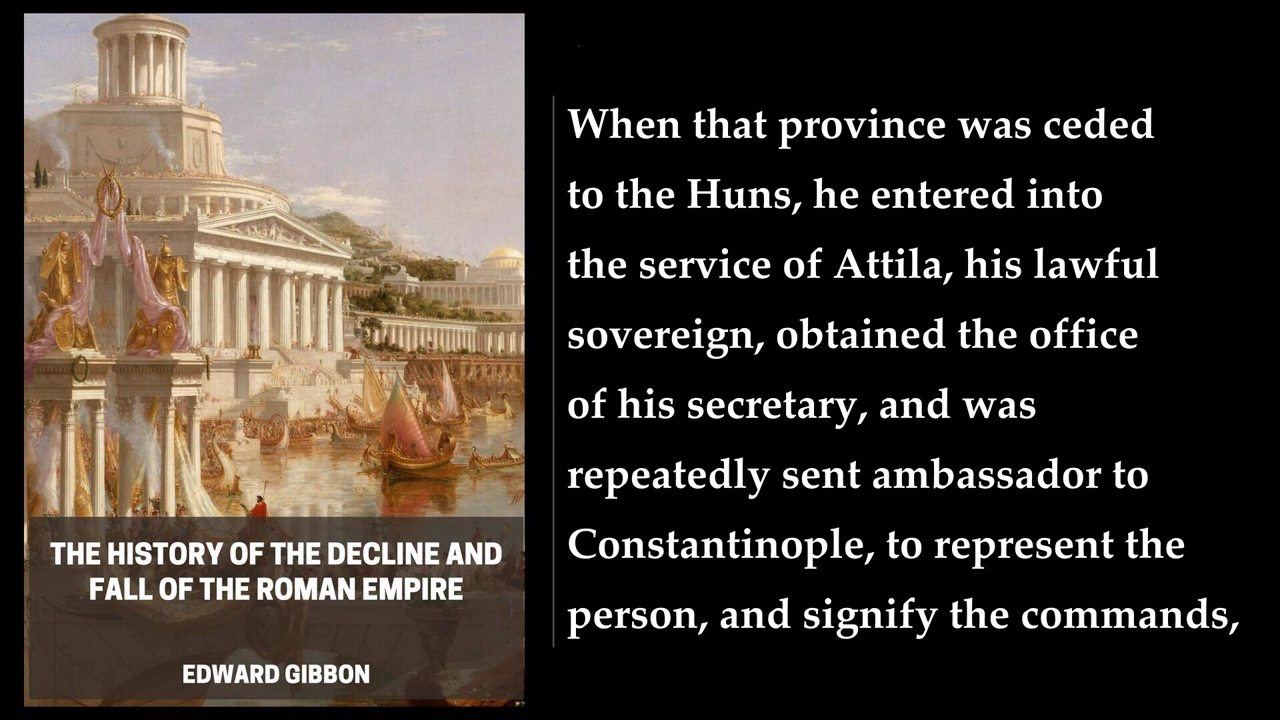 THE HISTORY OF THE DECLINE AND
FALL OF THE ROMAN EMPIRE
EDWARD GIBBON
When that province was ceded
to the Huns, he entered into
the service of Attila, his lawful
sovereign, obtained the office
of his secretary, and was
repeatedly sent ambassador to
Constantinople, to represent the
person, and signify the commands,